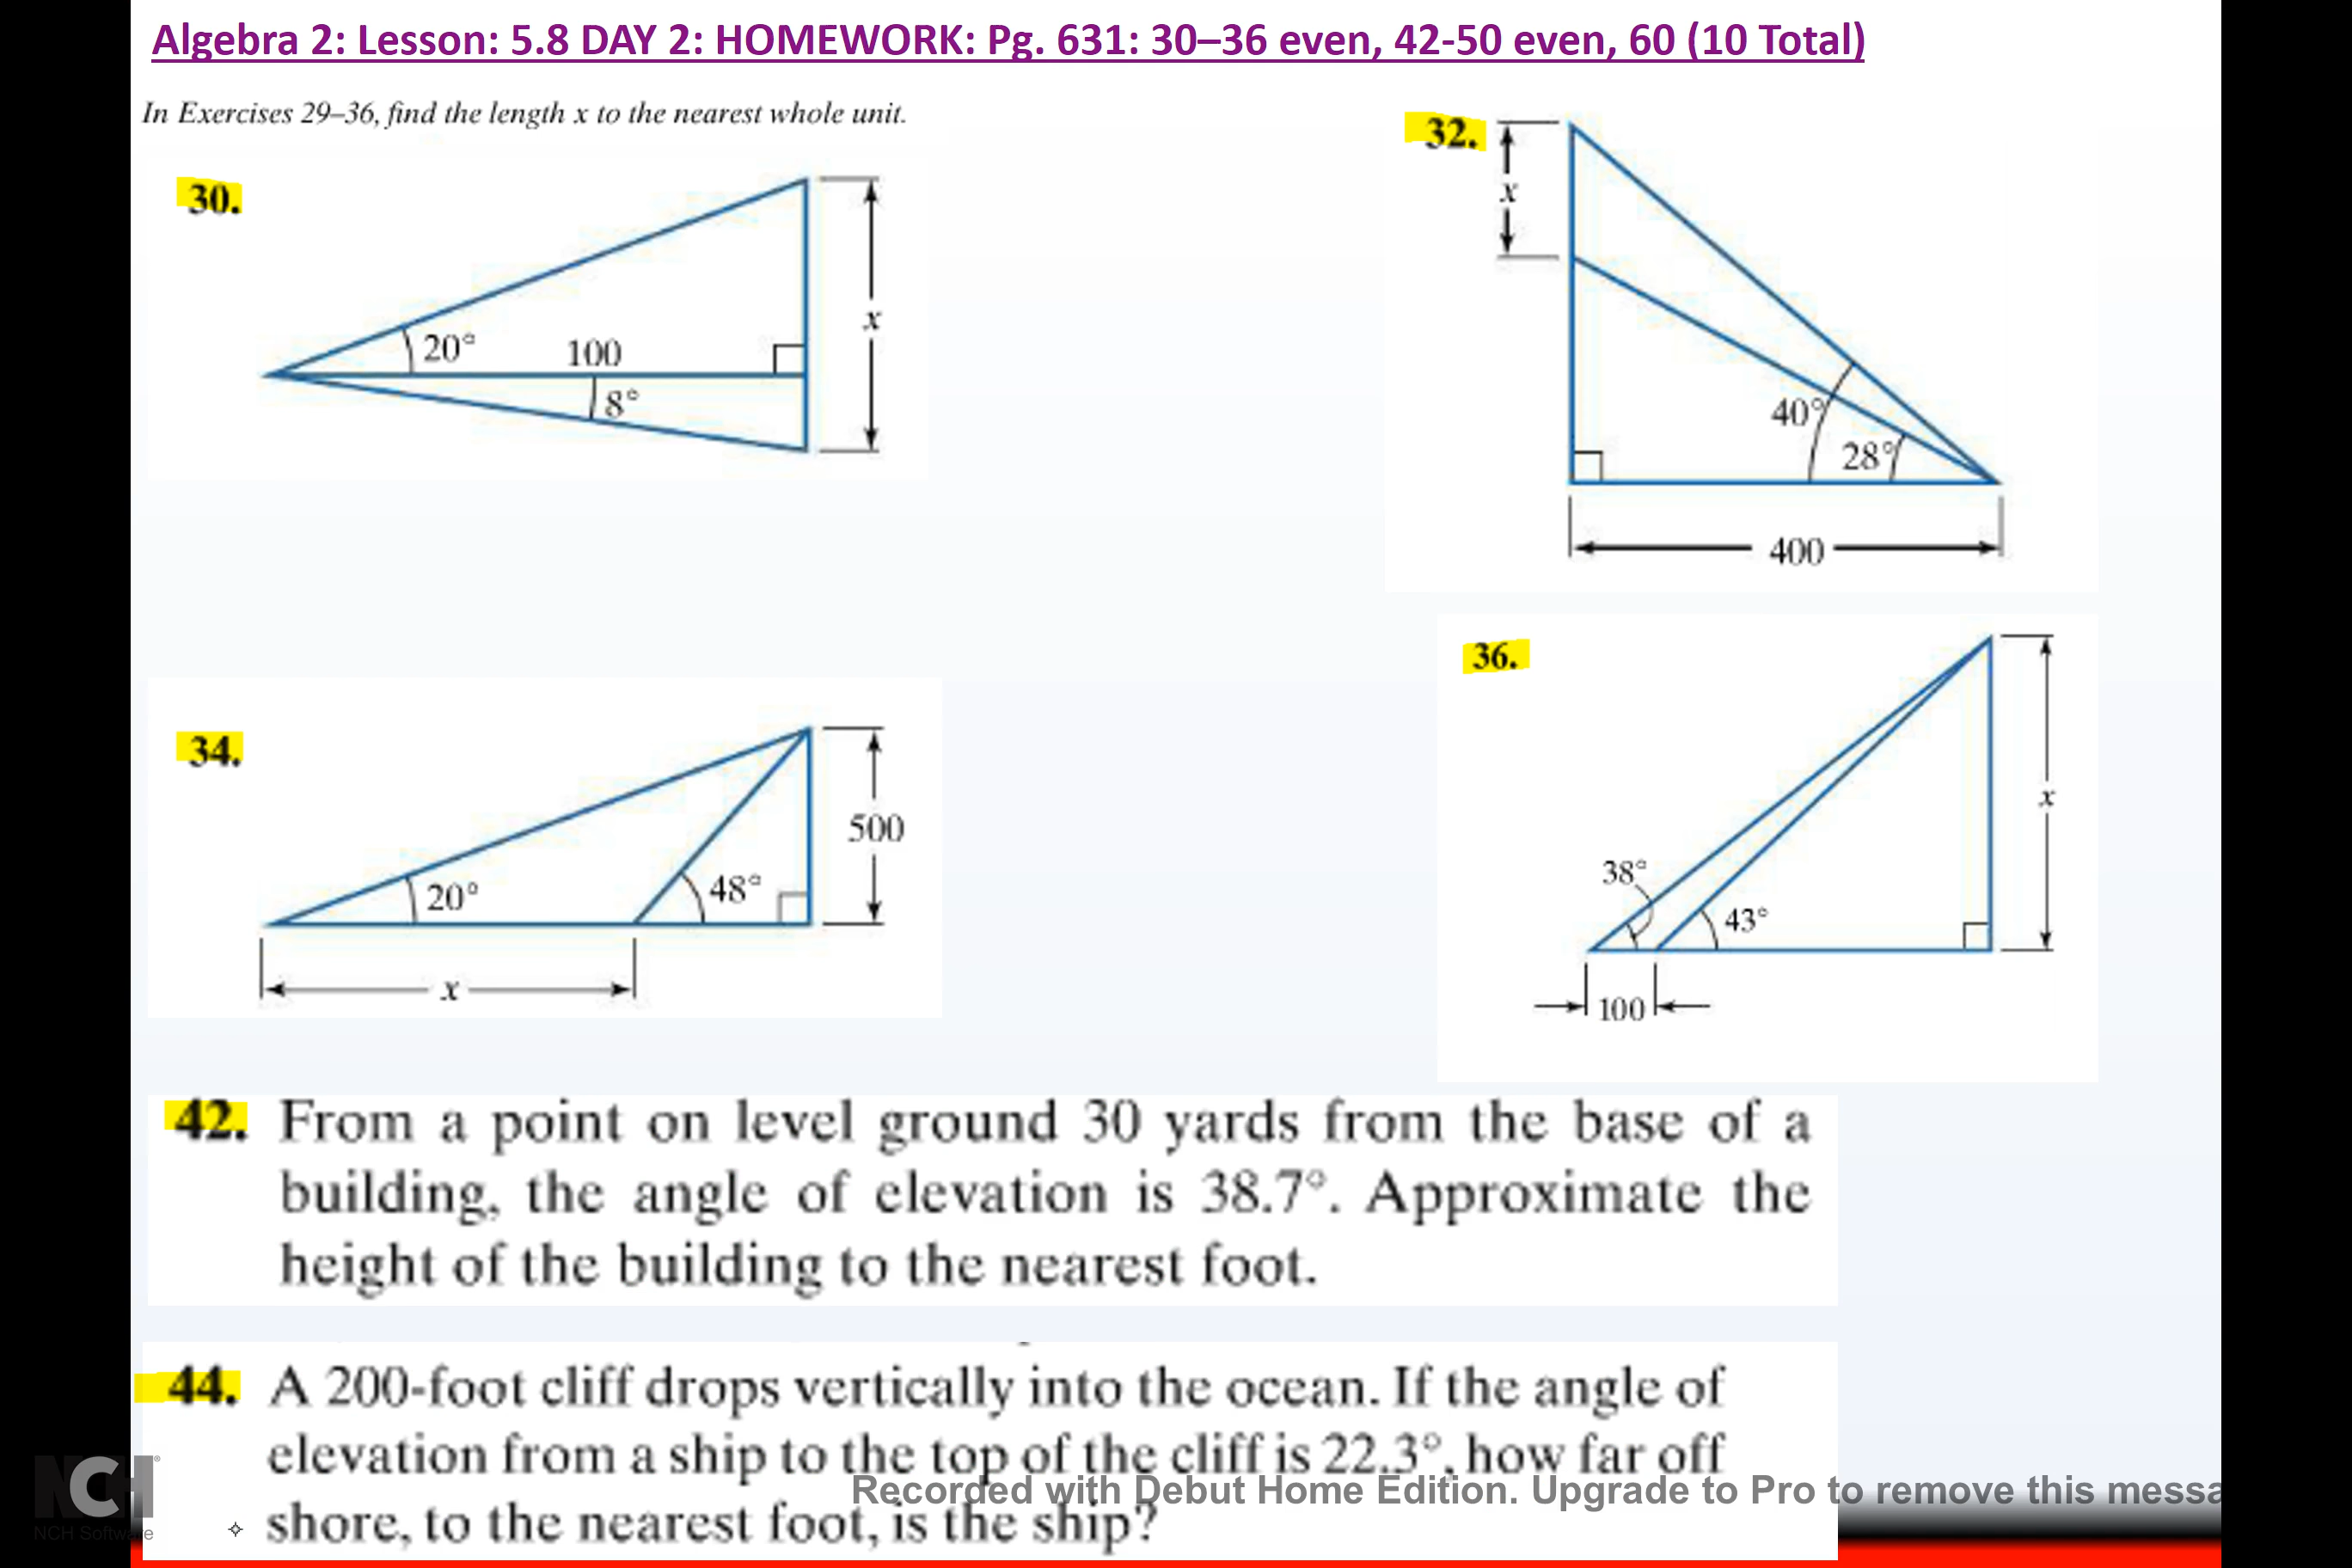 Algebra 2: Lesson: 5.8 DAY 2: HOMEWORK: Pg. 631: 30–36 even, 42-50 even, 60 (10 Total)
In Exercises 29–36, find the length x to the nearest whole unit.
30.
20°
100
8°
x
32.
x
40°
28°
400
34.
20°
48°
500
x
36.
38°
43°
x
100
42. From a point on level ground 30 yards from the base of a
building, the angle of elevation is 38.7°. Approximate the
height of the building to the nearest foot.
44. A 200-foot cliff drops vertically into the ocean. If the angle of
elevation from a ship to the top of the cliff is 22.3°, how far off
shore, to the nearest foot, is the ship?
Recorded with Debut Home Edition. Upgrade to Pro to remove this messa
NCH
NCH Software